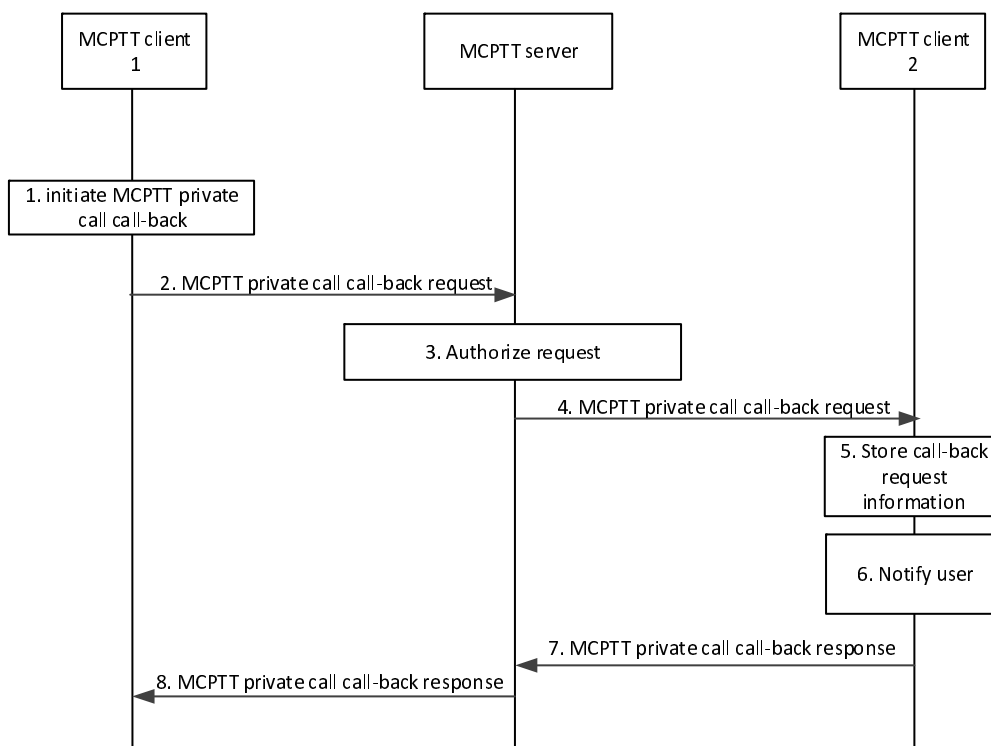 MCPTT client
1
MCPTT server
MCPTT client
2
1. initiate MCPTT private
call call-back
2. MCPTT private call call-back request
3. Authorize request
4. MCPTT private call call-back request
5. Store call-back
request
information
6. Notify user
7. MCPTT private call call-back response
8. MCPTT private call call-back response